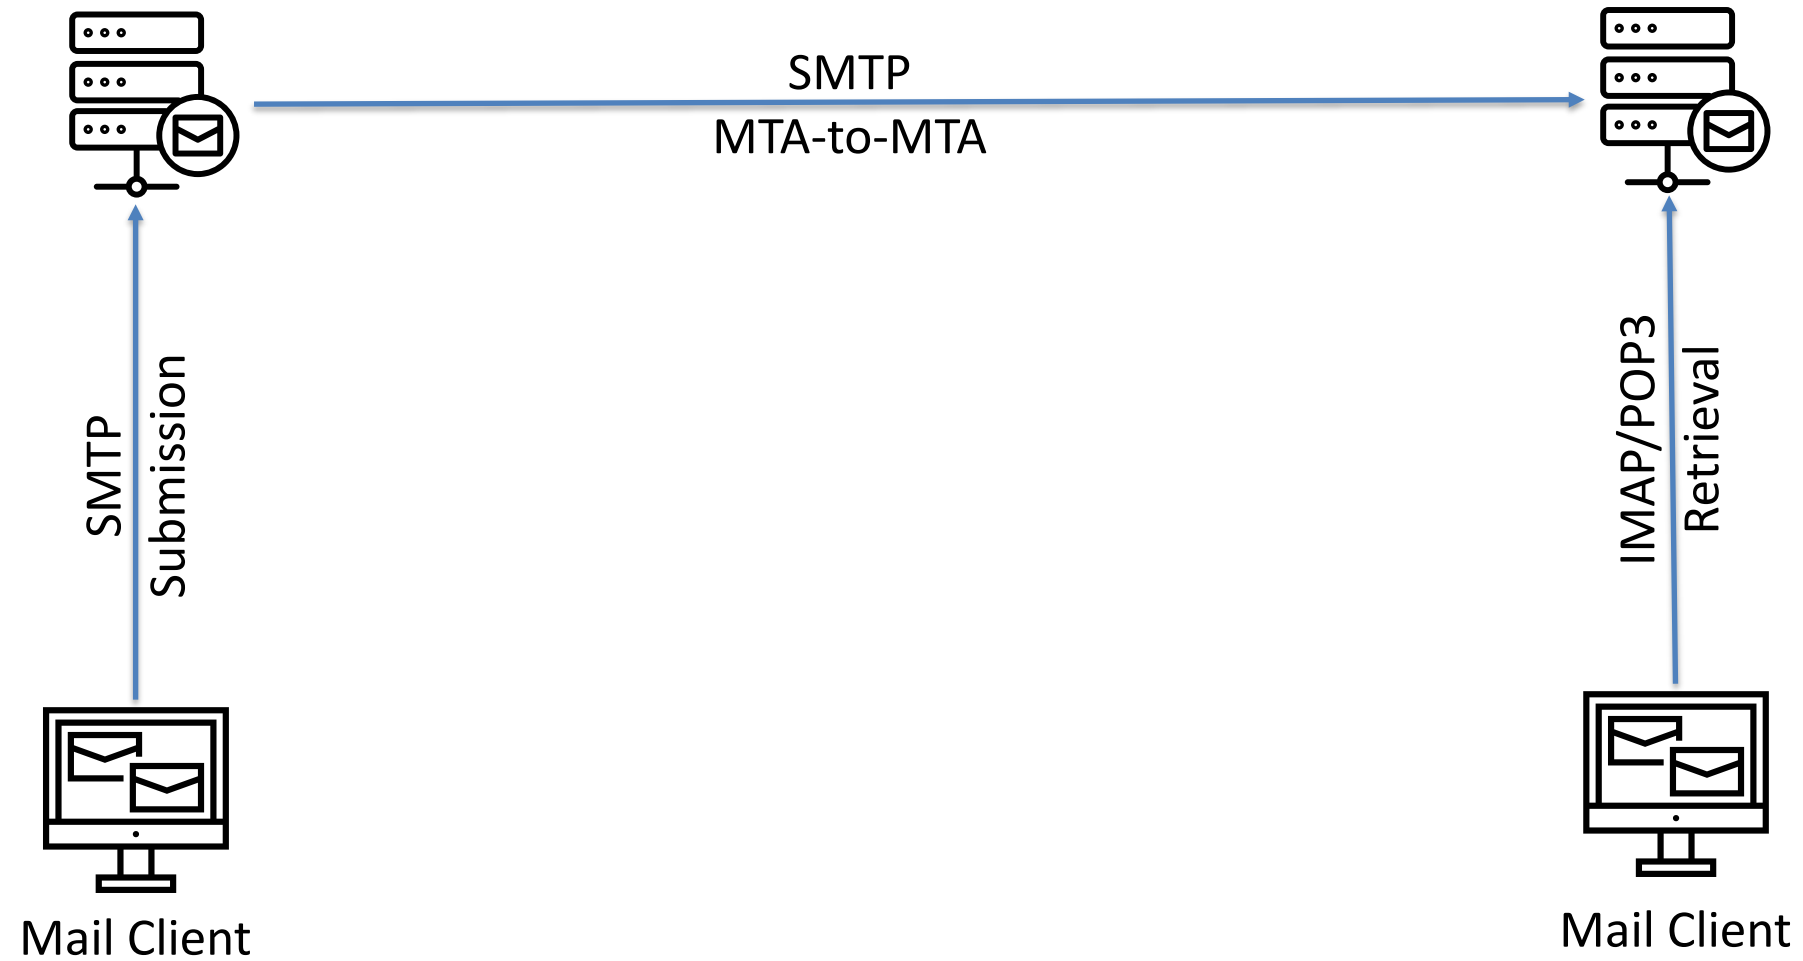 SMTP
MTA-to-MTA
SMTP
Submission
IMAP/POP3
Retrieval
Mail Client
Mail Client